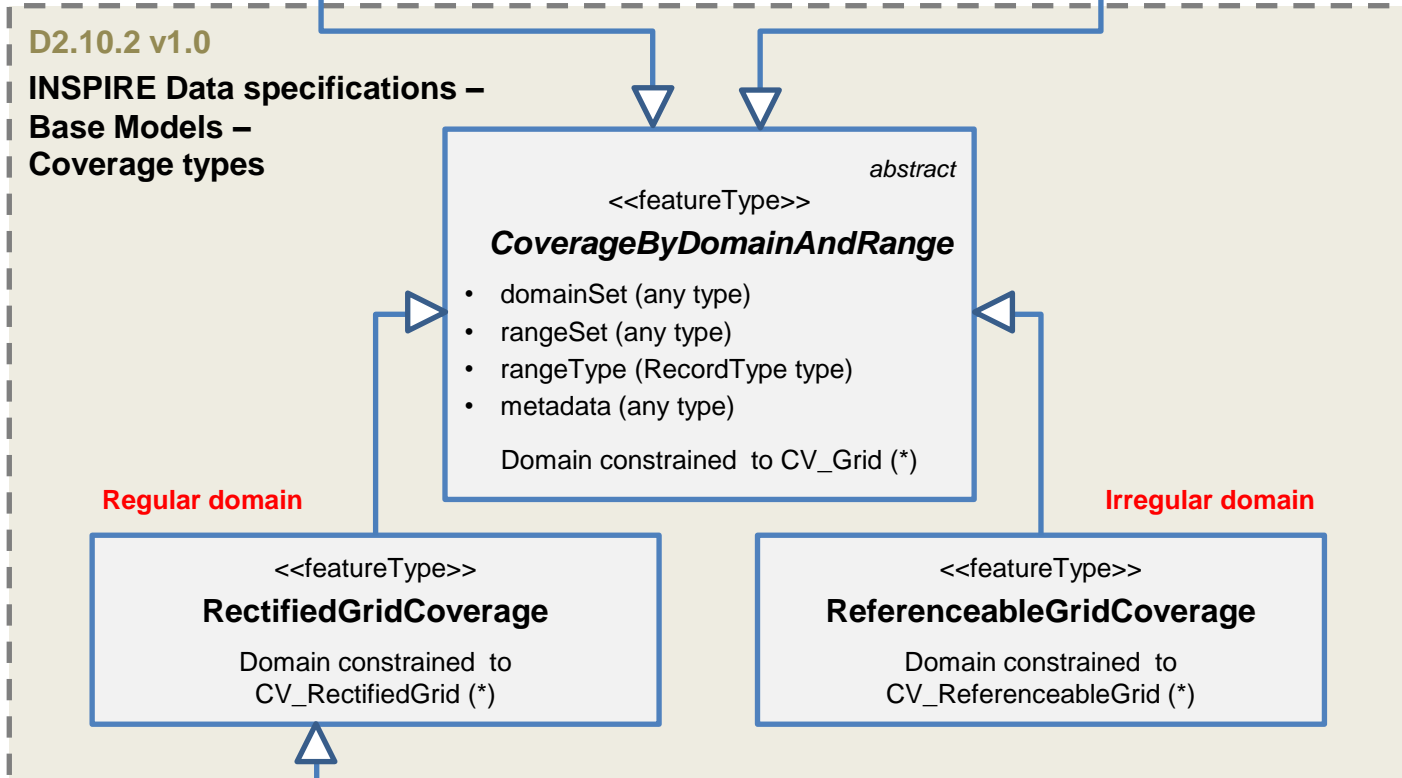 D2.10.2 v1.0
INSPIRE Data specifications –
Base Models –
Coverage types
abstract
<<featureType>>
CoverageByDomainAndRange
• domainSet (any type)
• rangeSet (any type)
• rangeType (RecordType type)
• metadata (any type)
Domain constrained to CV_Grid (*)
Regular domain
Irregular domain
<<featureType>>
RectifiedGridCoverage
Domain constrained to
CV_RectifiedGrid (*)
<<featureType>>
ReferenceableGridCoverage
Domain constrained to
CV_ReferenceableGrid (*)